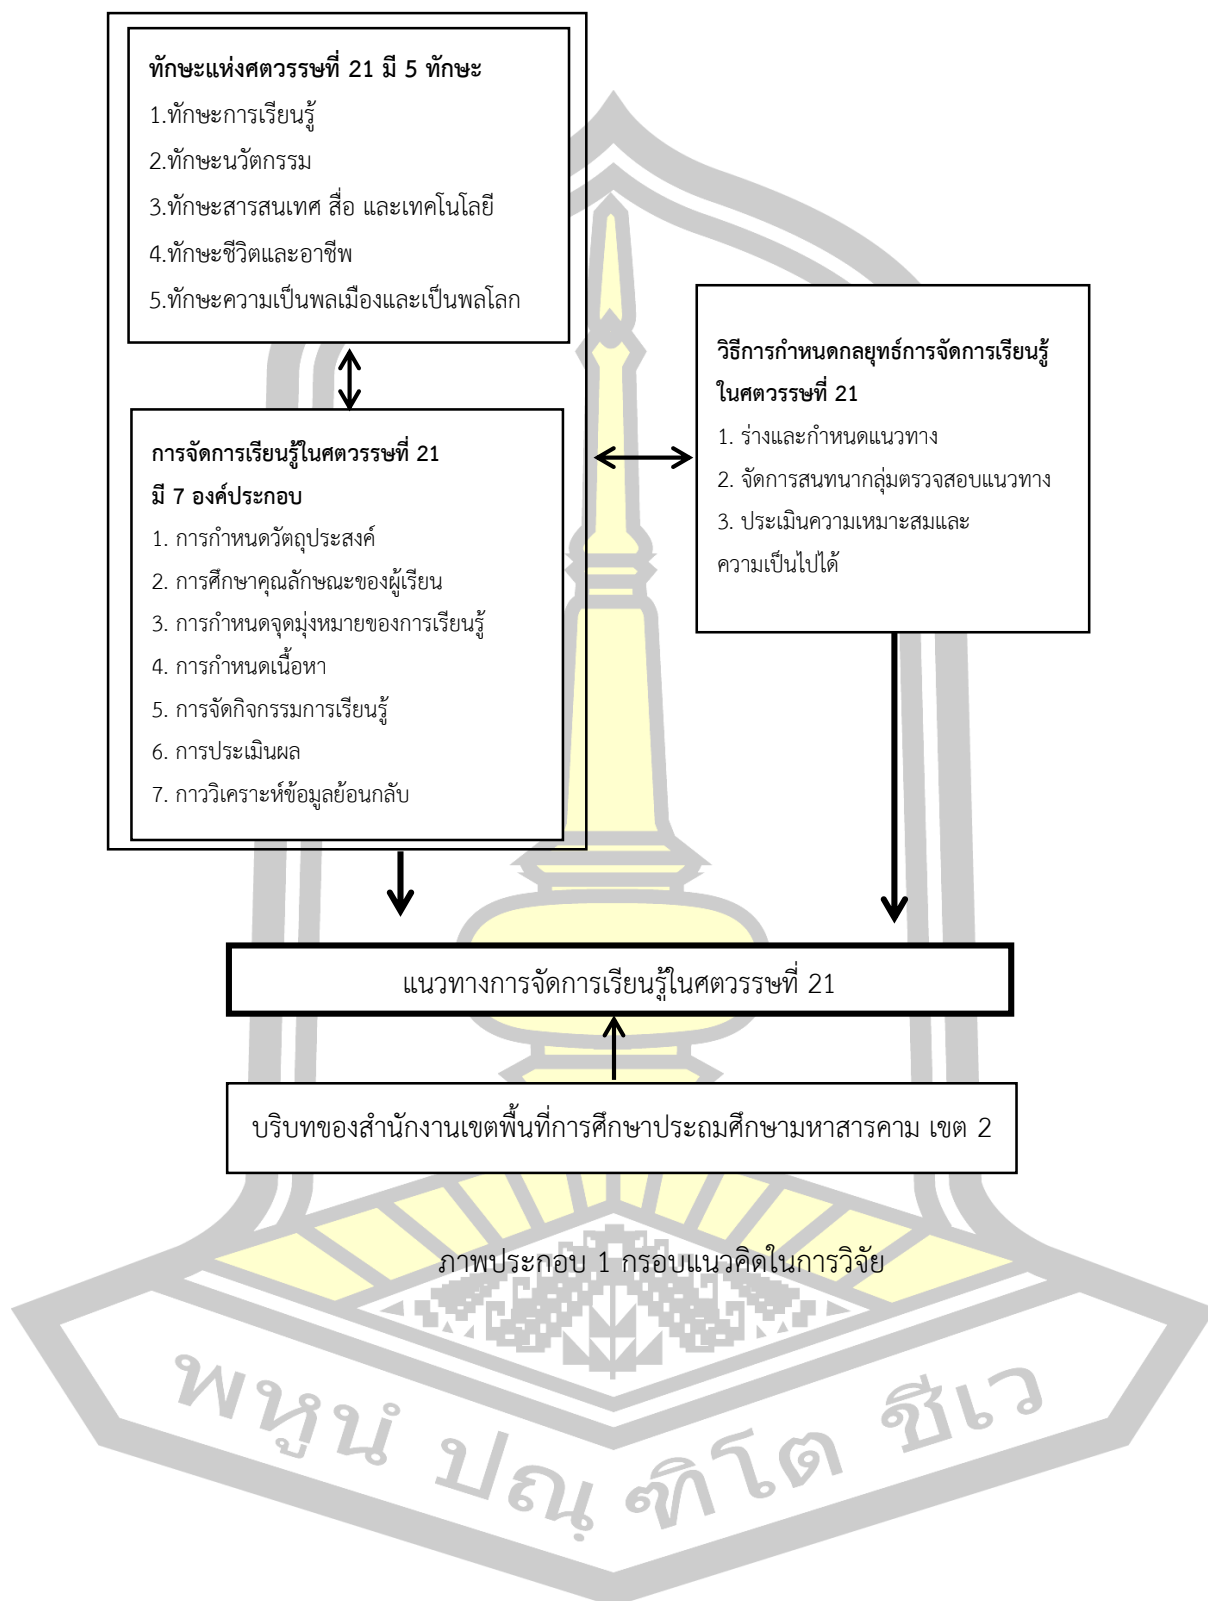 ทักษะแห่งศตวรรษที่ 21 มี 5 ทักษะ
1.ทักษะการเรียนรู้
2.ทักษะนวัตกรรม
3.ทักษะสารสนเทศ สื่อ และเทคโนโลยี
4.ทักษะชีวิตและอาชีพ
5.ทักษะความเป็นพลเมืองและเป็นพลโลก
การจัดการเรียนรู้ในศตวรรษที่ 21
มี 7 องค์ประกอบ
1. การกำหนดวัตถุประสงค์
2. การศึกษาคุณลักษณะของผู้เรียน
3. การกำหนดจุดมุ่งหมายของการเรียนรู้
4. การกำหนดเนื้อหา
5. การจัดกิจกรรมการเรียนรู้
6. การประเมินผล
7. กาววิเคราะห์ข้อมูลย้อนกลับ
วิธีการกำหนดกลยุทธ์การจัดการเรียนรู้
ในศตวรรษที่ 21
1. ร่างและกำหนดแนวทาง
2. จัดการสนทนากลุ่มตรวจสอบแนวทาง
3. ประเมินความเหมาะสมและ
ความเป็นไปได้
แนวทางการจัดการเรียนรู้ในศตวรรษที่ 21
บริบทของสำนักงานเขตพื้นที่การศึกษาประถมศึกษามหาสารคาม เขต 2
ภาพประกอบ 1 กรอบแนวคิดในการวิจัย
พหูนํ ปณฺฑิโต ชีเว